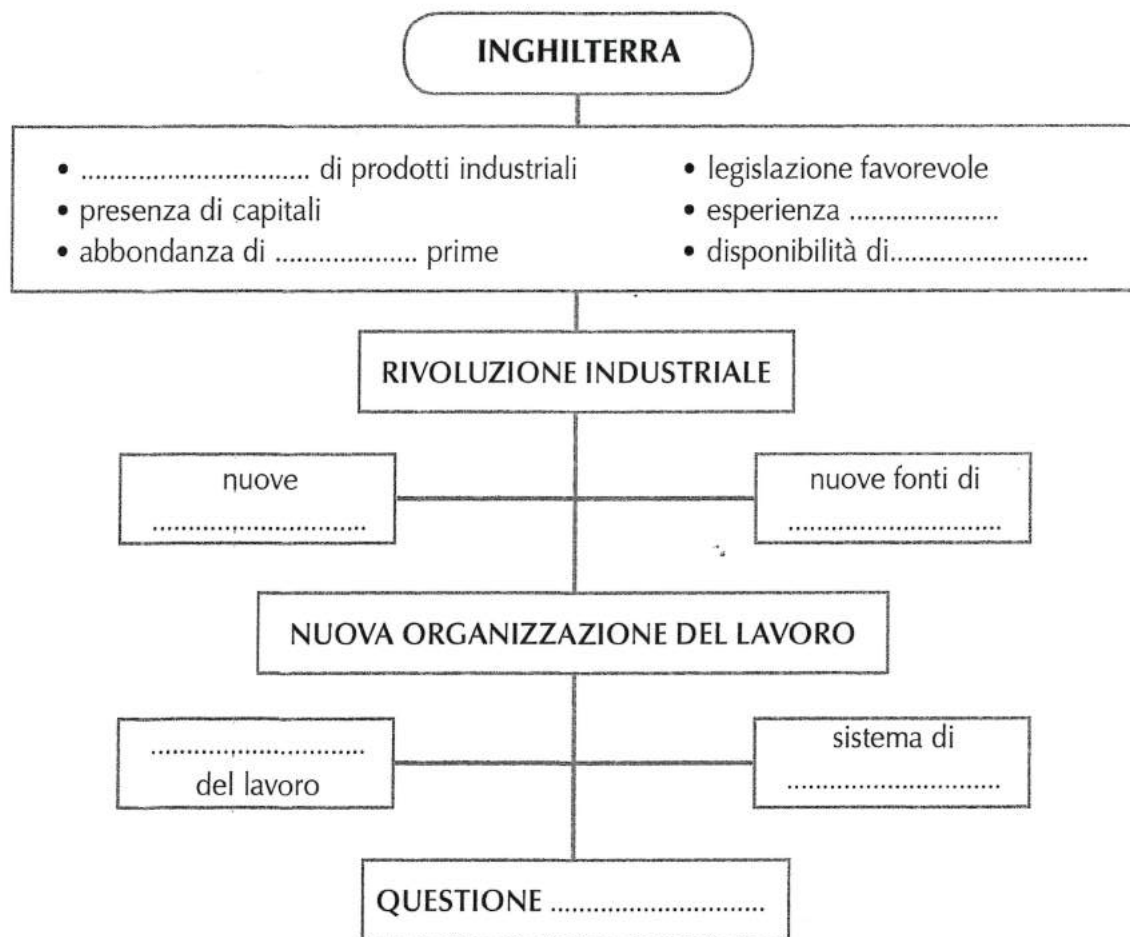 INGHILTERRA
• ................................ di prodotti industriali
• presenza di capitali
• abbondanza di .................... prime
• legislazione favorevole
• esperienza .....................
• disponibilità di............................
RIVOLUZIONE INDUSTRIALE
nuove
..............................
nuove fonti di
..............................
NUOVA ORGANIZZAZIONE DEL LAVORO
..............................
del lavoro
sistema di
..............................
QUESTIONE ..............................